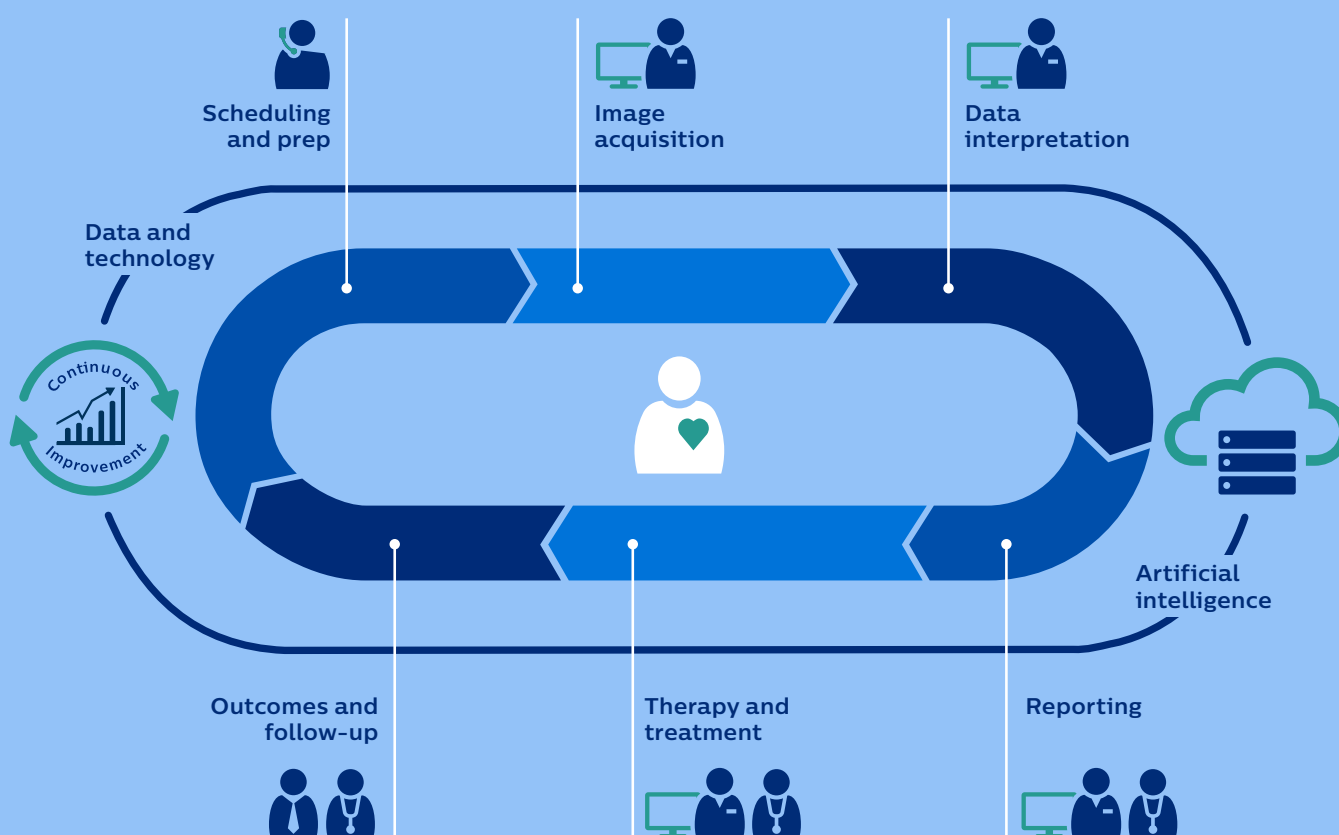 Scheduling
and prep
Image
acquisition
Data
interpretation
Data and
technology
Continuous
Improvement
Artificial
intelligence
Outcomes and
follow-up
Therapy and
treatment
Reporting